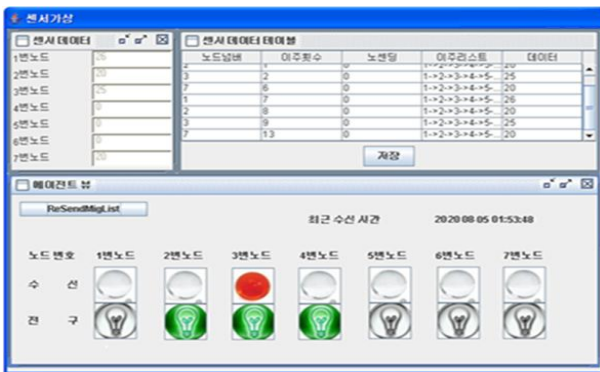 센서가상
센서 데이터
1번노드 26
2번노드 20
3번노드 25
4번노드 0
5번노드 0
6번노드 0
7번노드 20
센서 데이터 테이블
노드넘버 이주횟수 노센딩 이주리스트 데이터
3 2 0 1->2->3->4->5-... 25
7 6 0 1->2->3->4->5-... 20
1 7 0 1->2->3->4->5-... 26
2 8 0 1->2->3->4->5-... 20
3 9 0 1->2->3->4->5-... 25
7 13 0 1->2->3->4->5-... 20
저장
에이전트 뷰
ReSendMigList
최근 수신 시간 2020 08 05 01:53:48
노드 번호 1번노드 2번노드 3번노드 4번노드 5번노드 6번노드 7번노드
수 신
전 구